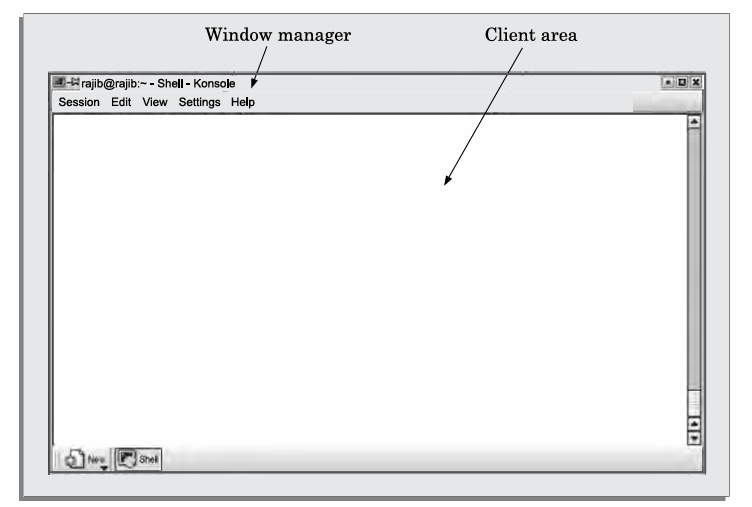 Window manager
Client area
rajib@rajib:~ - Shell - Konsole
Session Edit View Settings Help
New Shell